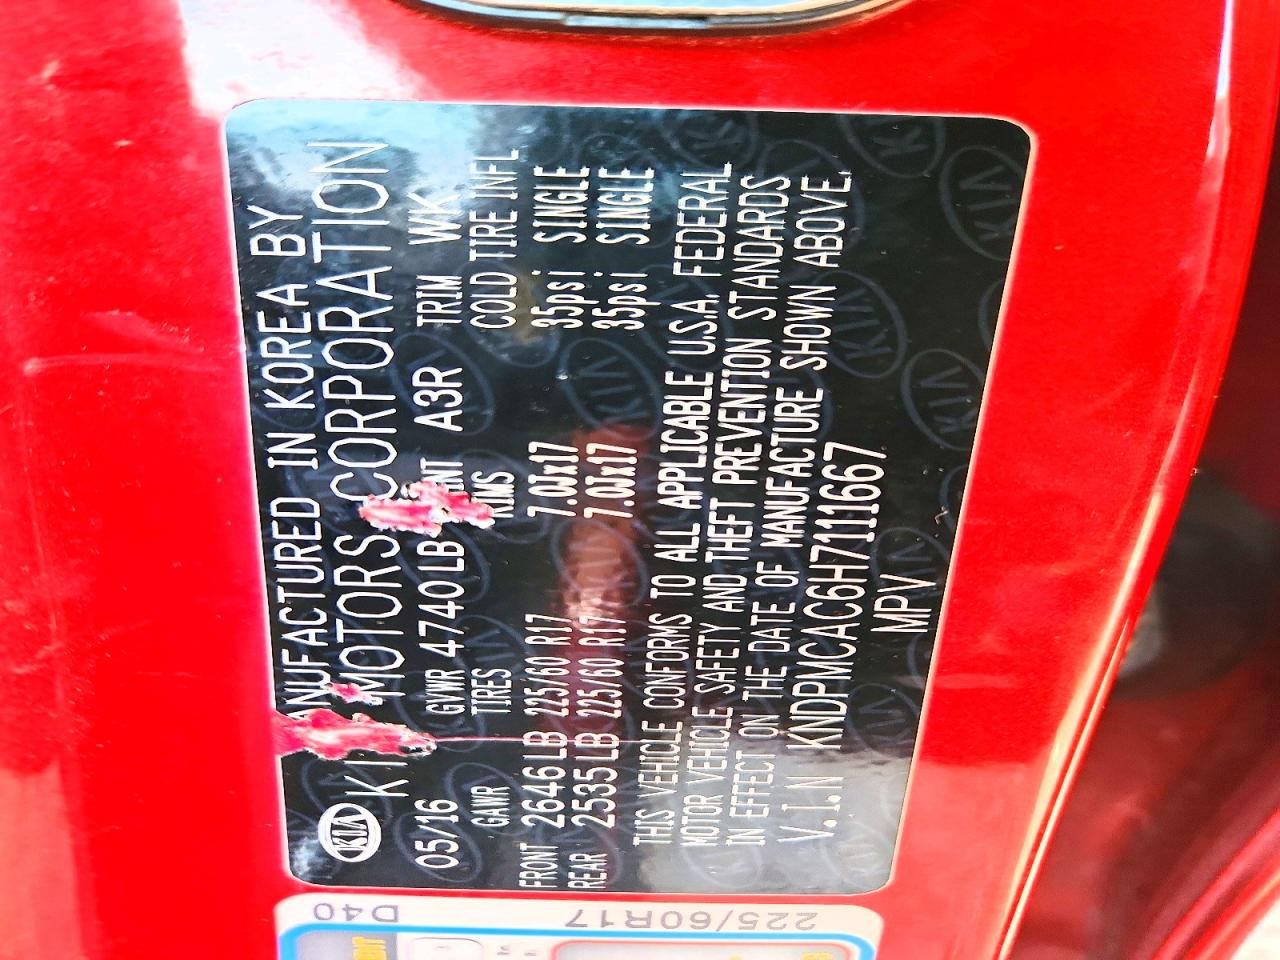 MANUFACTURED IN KOREA BY
KIA MOTORS CORPORATION
05/16 GVWR 4740LB A3R TRIM WK
GAWR TIRES RIMS COLD TIRE INFL
FRONT 2646LB 225/60 R17 7.0Jx17 35psi SINGLE
REAR 2535LB 225/60 R17 7.0Jx17 35psi SINGLE
THIS VEHICLE CONFORMS TO ALL APPLICABLE U.S.A. FEDERAL
MOTOR VEHICLE SAFETY AND THEFT PREVENTION STANDARDS
IN EFFECT ON THE DATE OF MANUFACTURE SHOWN ABOVE.
V.I.N KNDPMCAC6H7111667
MPV
225/60R17
D40